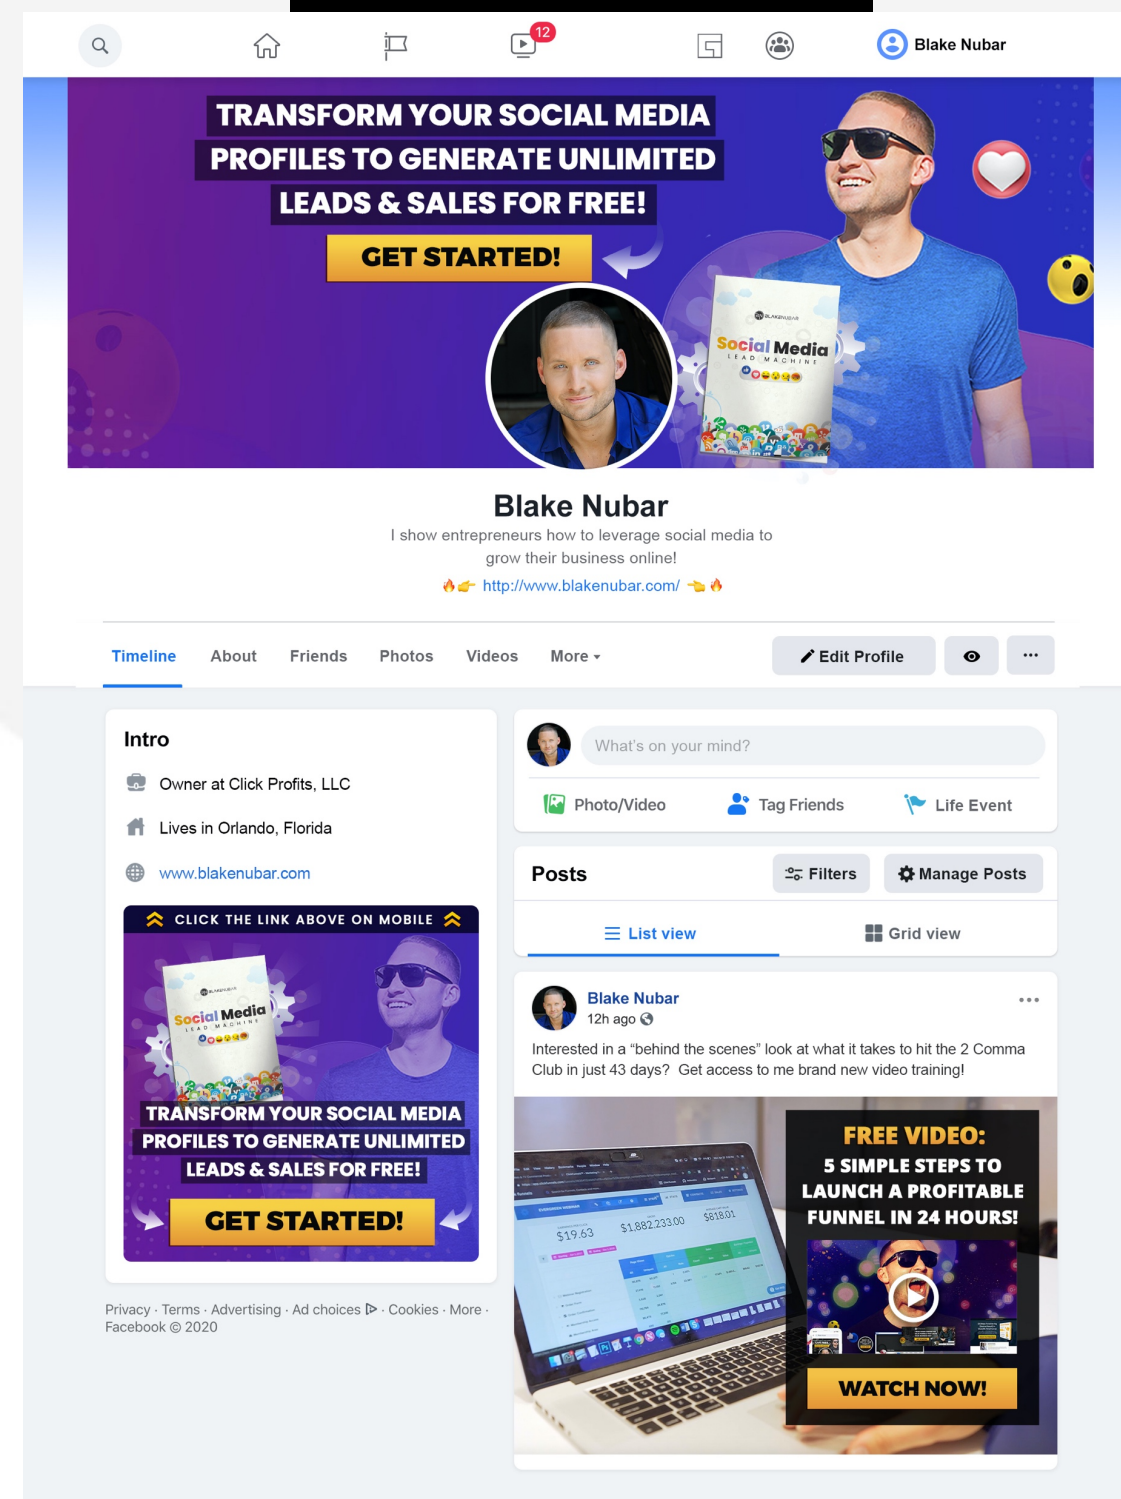 12
Blake Nubar
TRANSFORM YOUR SOCIAL MEDIA
PROFILES TO GENERATE UNLIMITED
LEADS & SALES FOR FREE!
GET STARTED!
BLAKENUBAR
Social Media
LEAD MACHINE
Blake Nubar
I show entrepreneurs how to leverage social media to
grow their business online!
🔥👉 http://www.blakenubar.com/ 👈🔥
Timeline About Friends Photos Videos More
Edit Profile
Intro
Owner at Click Profits, LLC
Lives in Orlando, Florida
www.blakenubar.com
CLICK THE LINK ABOVE ON MOBILE
BLAKENUBAR
Social Media
LEAD MACHINE
TRANSFORM YOUR SOCIAL MEDIA
PROFILES TO GENERATE UNLIMITED
LEADS & SALES FOR FREE!
GET STARTED!
Privacy · Terms · Advertising · Ad choices · Cookies · More ·
Facebook © 2020
What's on your mind?
Photo/Video Tag Friends Life Event
Posts Filters Manage Posts
List view Grid view
Blake Nubar
12h ago
Interested in a “behind the scenes” look at what it takes to hit the 2 Comma
Club in just 43 days?  Get access to me brand new video training!
$19.63 $1,882,233.00 $818.01
FREE VIDEO:
5 SIMPLE STEPS TO
LAUNCH A PROFITABLE
FUNNEL IN 24 HOURS!
WATCH NOW!